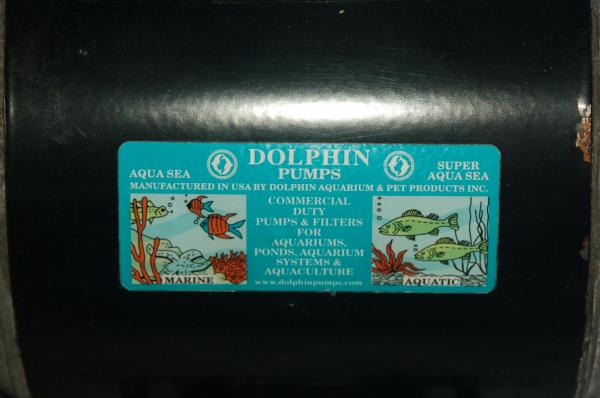 DOLPHIN
PUMPS
AQUA SEA
SUPER
AQUA SEA
MANUFACTURED IN USA BY DOLPHIN AQUARIUM & PET PRODUCTS INC.
COMMERCIAL
DUTY
PUMPS & FILTERS
FOR
AQUARIUMS,
PONDS, AQUARIUM
SYSTEMS &
AQUACULTURE
www.dolphinpumps.com
MARINE
AQUATIC